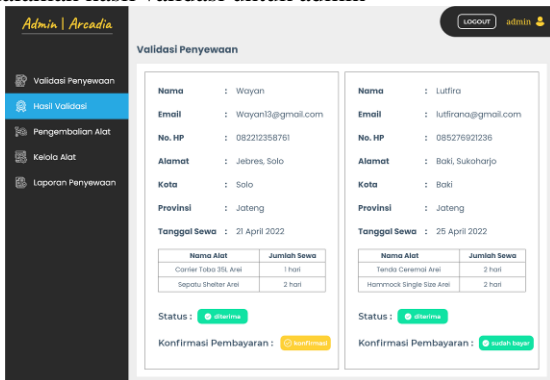 halaman hasil validasi untuk admin
Admin | Arcadia
LOGOUT admin
Validasi Penyewaan
Hasil Validasi
Pengembalian Alat
Kelola Alat
Laporan Penyewaan
Validasi Penyewaan
Nama : Wayan
Email : Wayan13@gmail.com
No. HP : 082212358761
Alamat : Jebres, Solo
Kota : Solo
Provinsi : Jateng
Tanggal Sewa : 21 April 2022
Nama Alat Jumlah Sewa
Carrier Toba 35L Arei 1 hari
Sepatu Shelter Arei 2 hari
Status : diterima
Konfirmasi Pembayaran : konfirmasi
Nama : Lutfira
Email : lutfirana@gmail.com
No. HP : 085276921236
Alamat : Baki, Sukoharjo
Kota : Baki
Provinsi : Jateng
Tanggal Sewa : 25 April 2022
Nama Alat Jumlah Sewa
Tenda Ceremai Arei 2 hari
Hammock Single Size Arei 2 hari
Status : diterima
Konfirmasi Pembayaran : sudah bayar